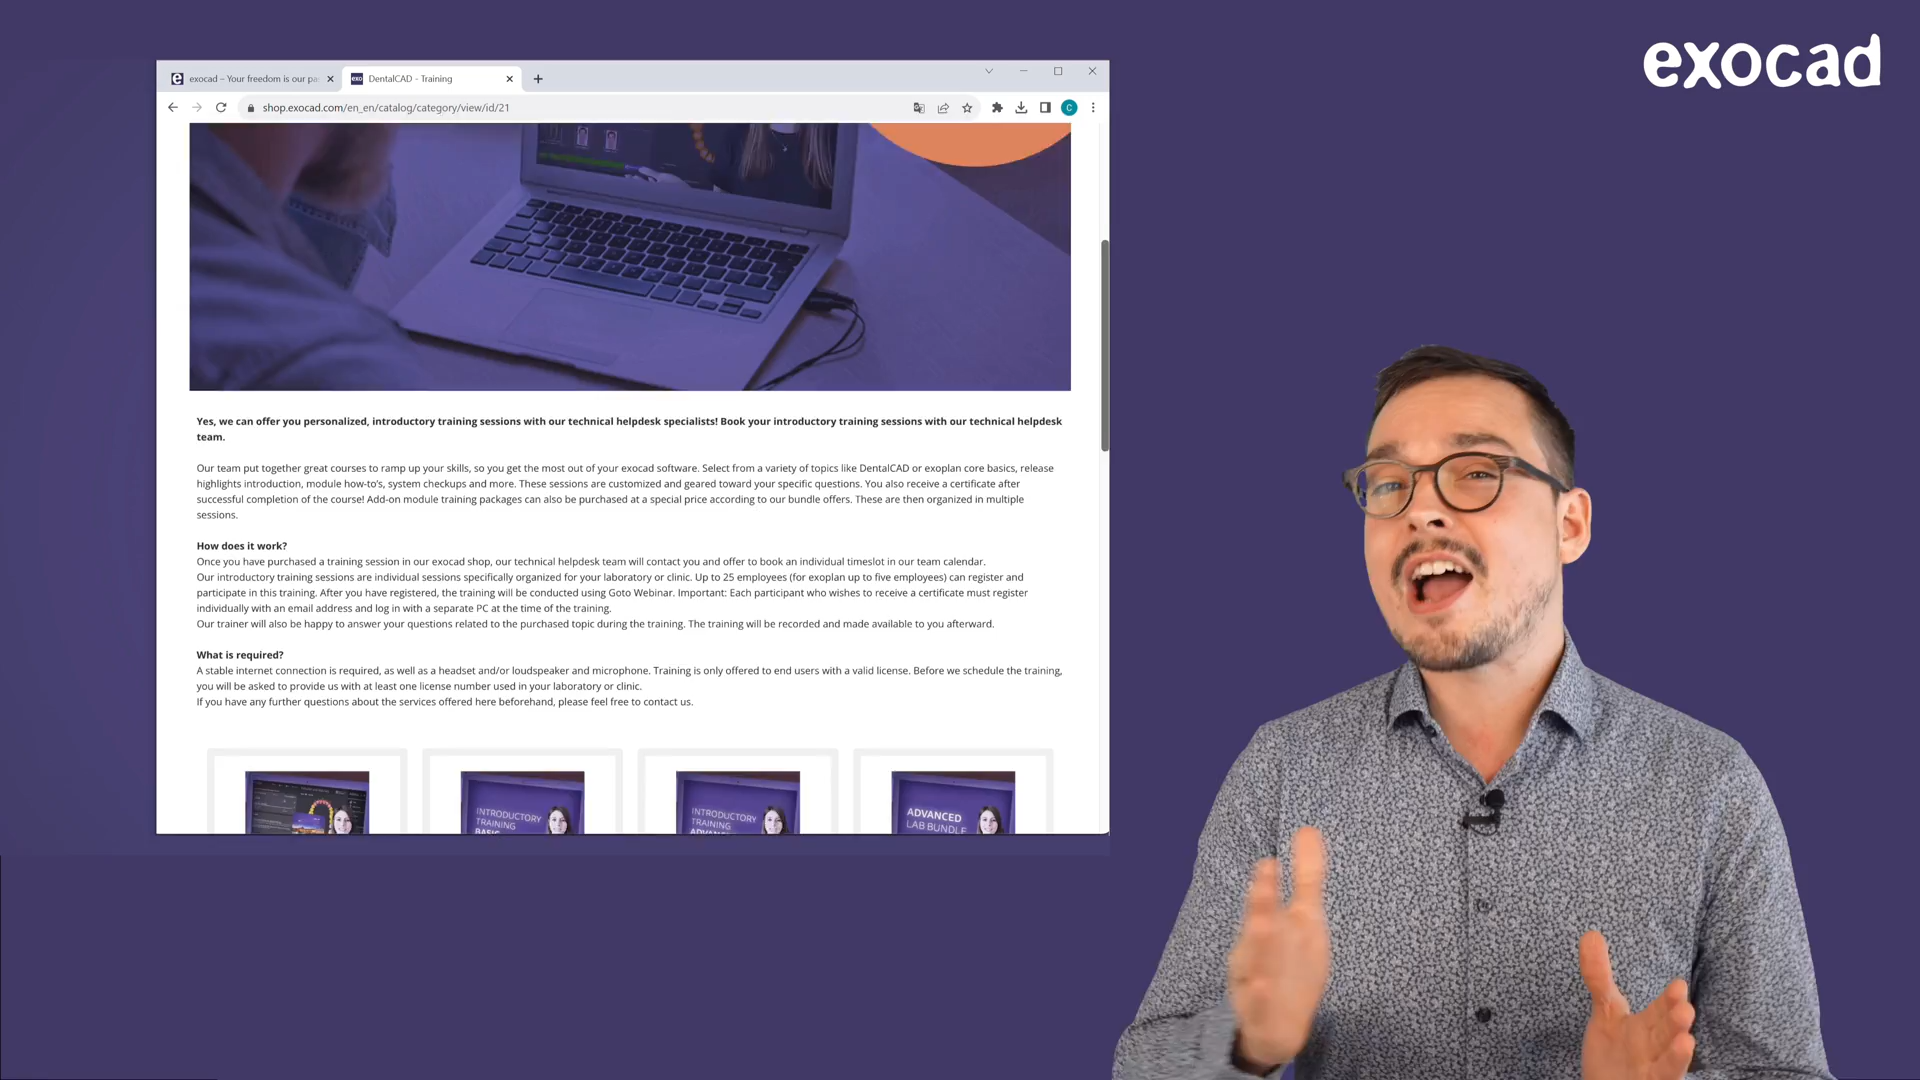 exocad
exocad – Your freedom is our pa
exo DentalCAD - Training
shop.exocad.com/en_en/catalog/category/view/id/21
C
Yes, we can offer you personalized, introductory training sessions with our technical helpdesk specialists! Book your introductory training sessions with our technical helpdesk
team.
Our team put together great courses to ramp up your skills, so you get the most out of your exocad software. Select from a variety of topics like DentalCAD or exoplan core basics, release
highlights introduction, module how-to's, system checkups and more. These sessions are customized and geared toward your specific questions. You also receive a certificate after
successful completion of the course! Add-on module training packages can also be purchased at a special price according to our bundle offers. These are then organized in multiple
sessions.
How does it work?
Once you have purchased a training session in our exocad shop, our technical helpdesk team will contact you and offer to book an individual timeslot in our team calendar.
Our introductory training sessions are individual sessions specifically organized for your laboratory or clinic. Up to 25 employees (for exoplan up to five employees) can register and
participate in this training. After you have registered, the training will be conducted using Goto Webinar. Important: Each participant who wishes to receive a certificate must register
individually with an email address and log in with a separate PC at the time of the training.
Our trainer will also be happy to answer your questions related to the purchased topic during the training. The training will be recorded and made available to you afterward.
What is required?
A stable internet connection is required, as well as a headset and/or loudspeaker and microphone. Training is only offered to end users with a valid license. Before we schedule the training,
you will be asked to provide us with at least one license number used in your laboratory or clinic.
If you have any further questions about the services offered here beforehand, please feel free to contact us.
INTRODUCTORY
TRAINING
BASIC
INTRODUCTORY
TRAINING
ADVANCED
ADVANCED
LAB BUNDLE